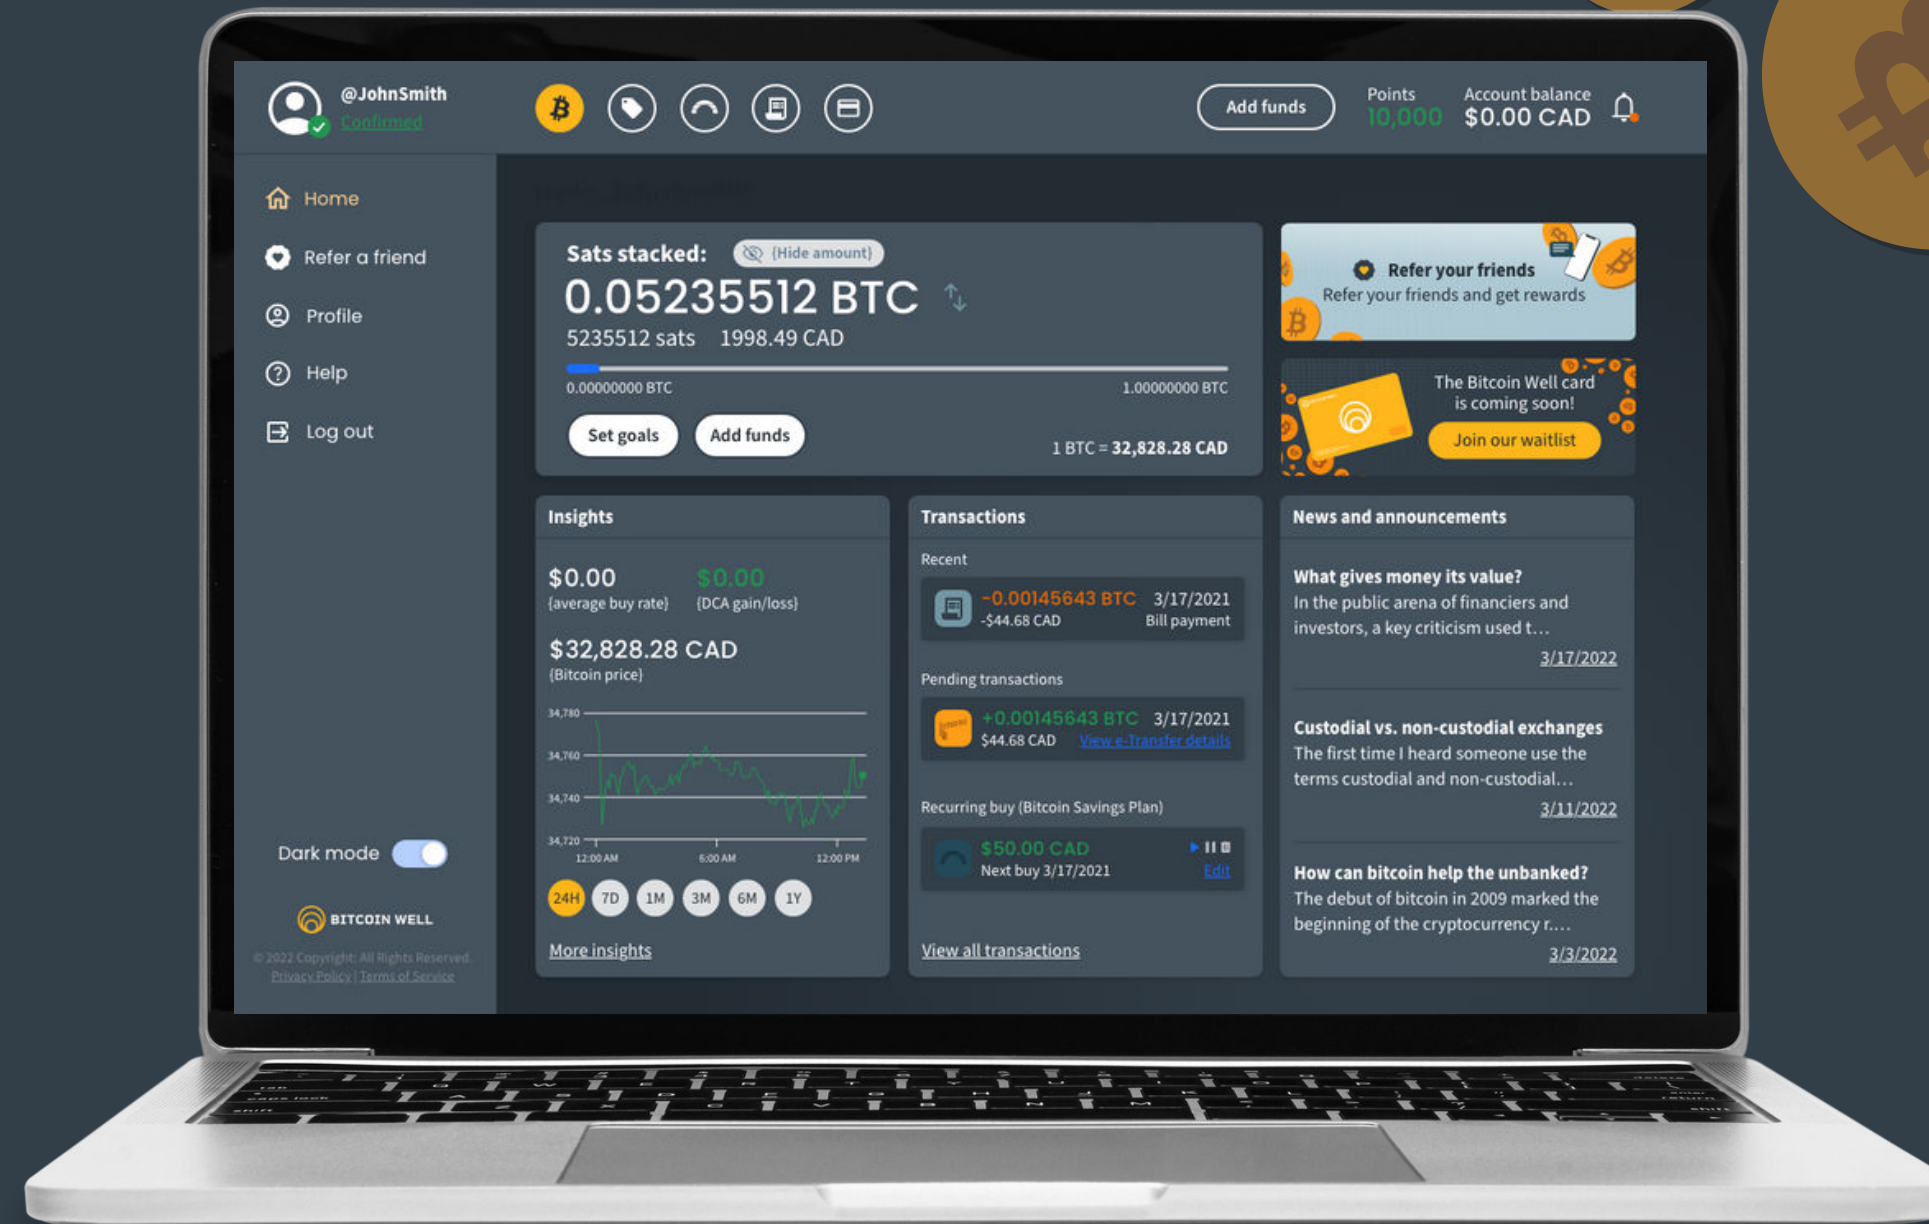 @JohnSmith
Confirmed
Add funds
Points
10,000
Account balance
$0.00 CAD
Home
Refer a friend
Profile
Help
Log out
Dark mode
BITCOIN WELL
© 2022 Copyright: All Rights Reserved.
Privacy Policy | Terms of Service
Sats stacked:
(Hide amount)
0.05235512 BTC
5235512 sats 1998.49 CAD
0.00000000 BTC
1.00000000 BTC
Set goals
Add funds
1 BTC = 32,828.28 CAD
Refer your friends
Refer your friends and get rewards
The Bitcoin Well card
is coming soon!
Join our waitlist
Insights
$0.00
(average buy rate)
$0.00
(DCA gain/loss)
$32,828.28 CAD
(Bitcoin price)
34,780
34,760
34,740
34,720
12:00 AM 6:00 AM 12:00 PM
24H 7D 1M 3M 6M 1Y
More insights
Transactions
Recent
-0.00145643 BTC 3/17/2021
-$44.68 CAD Bill payment
Pending transactions
+0.00145643 BTC 3/17/2021
$44.68 CAD View e-Transfer details
Recurring buy (Bitcoin Savings Plan)
$50.00 CAD
Next buy 3/17/2021 Edit
View all transactions
News and announcements
What gives money its value?
In the public arena of financiers and
investors, a key criticism used t...
3/17/2022
Custodial vs. non-custodial exchanges
The first time I heard someone use the
terms custodial and non-custodial...
3/11/2022
How can bitcoin help the unbanked?
The debut of bitcoin in 2009 marked the
beginning of the cryptocurrency r....
3/3/2022
caps lock
shift
delete
return
shift